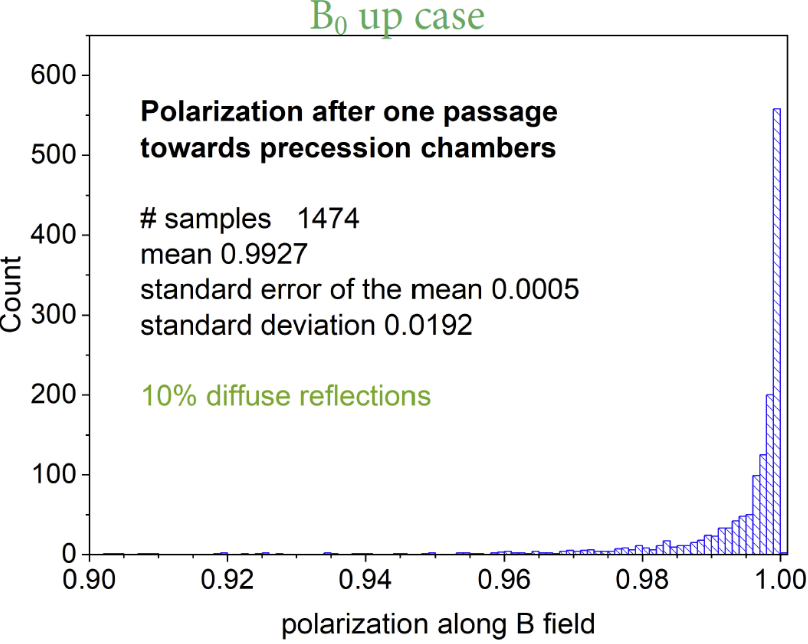 B₀ up case
600
500
400
300
200
100
0
Count
Polarization after one passage
towards precession chambers
# samples 1474
mean 0.9927
standard error of the mean 0.0005
standard deviation 0.0192
10% diffuse reflections
0.90 0.92 0.94 0.96 0.98 1.00
polarization along B field